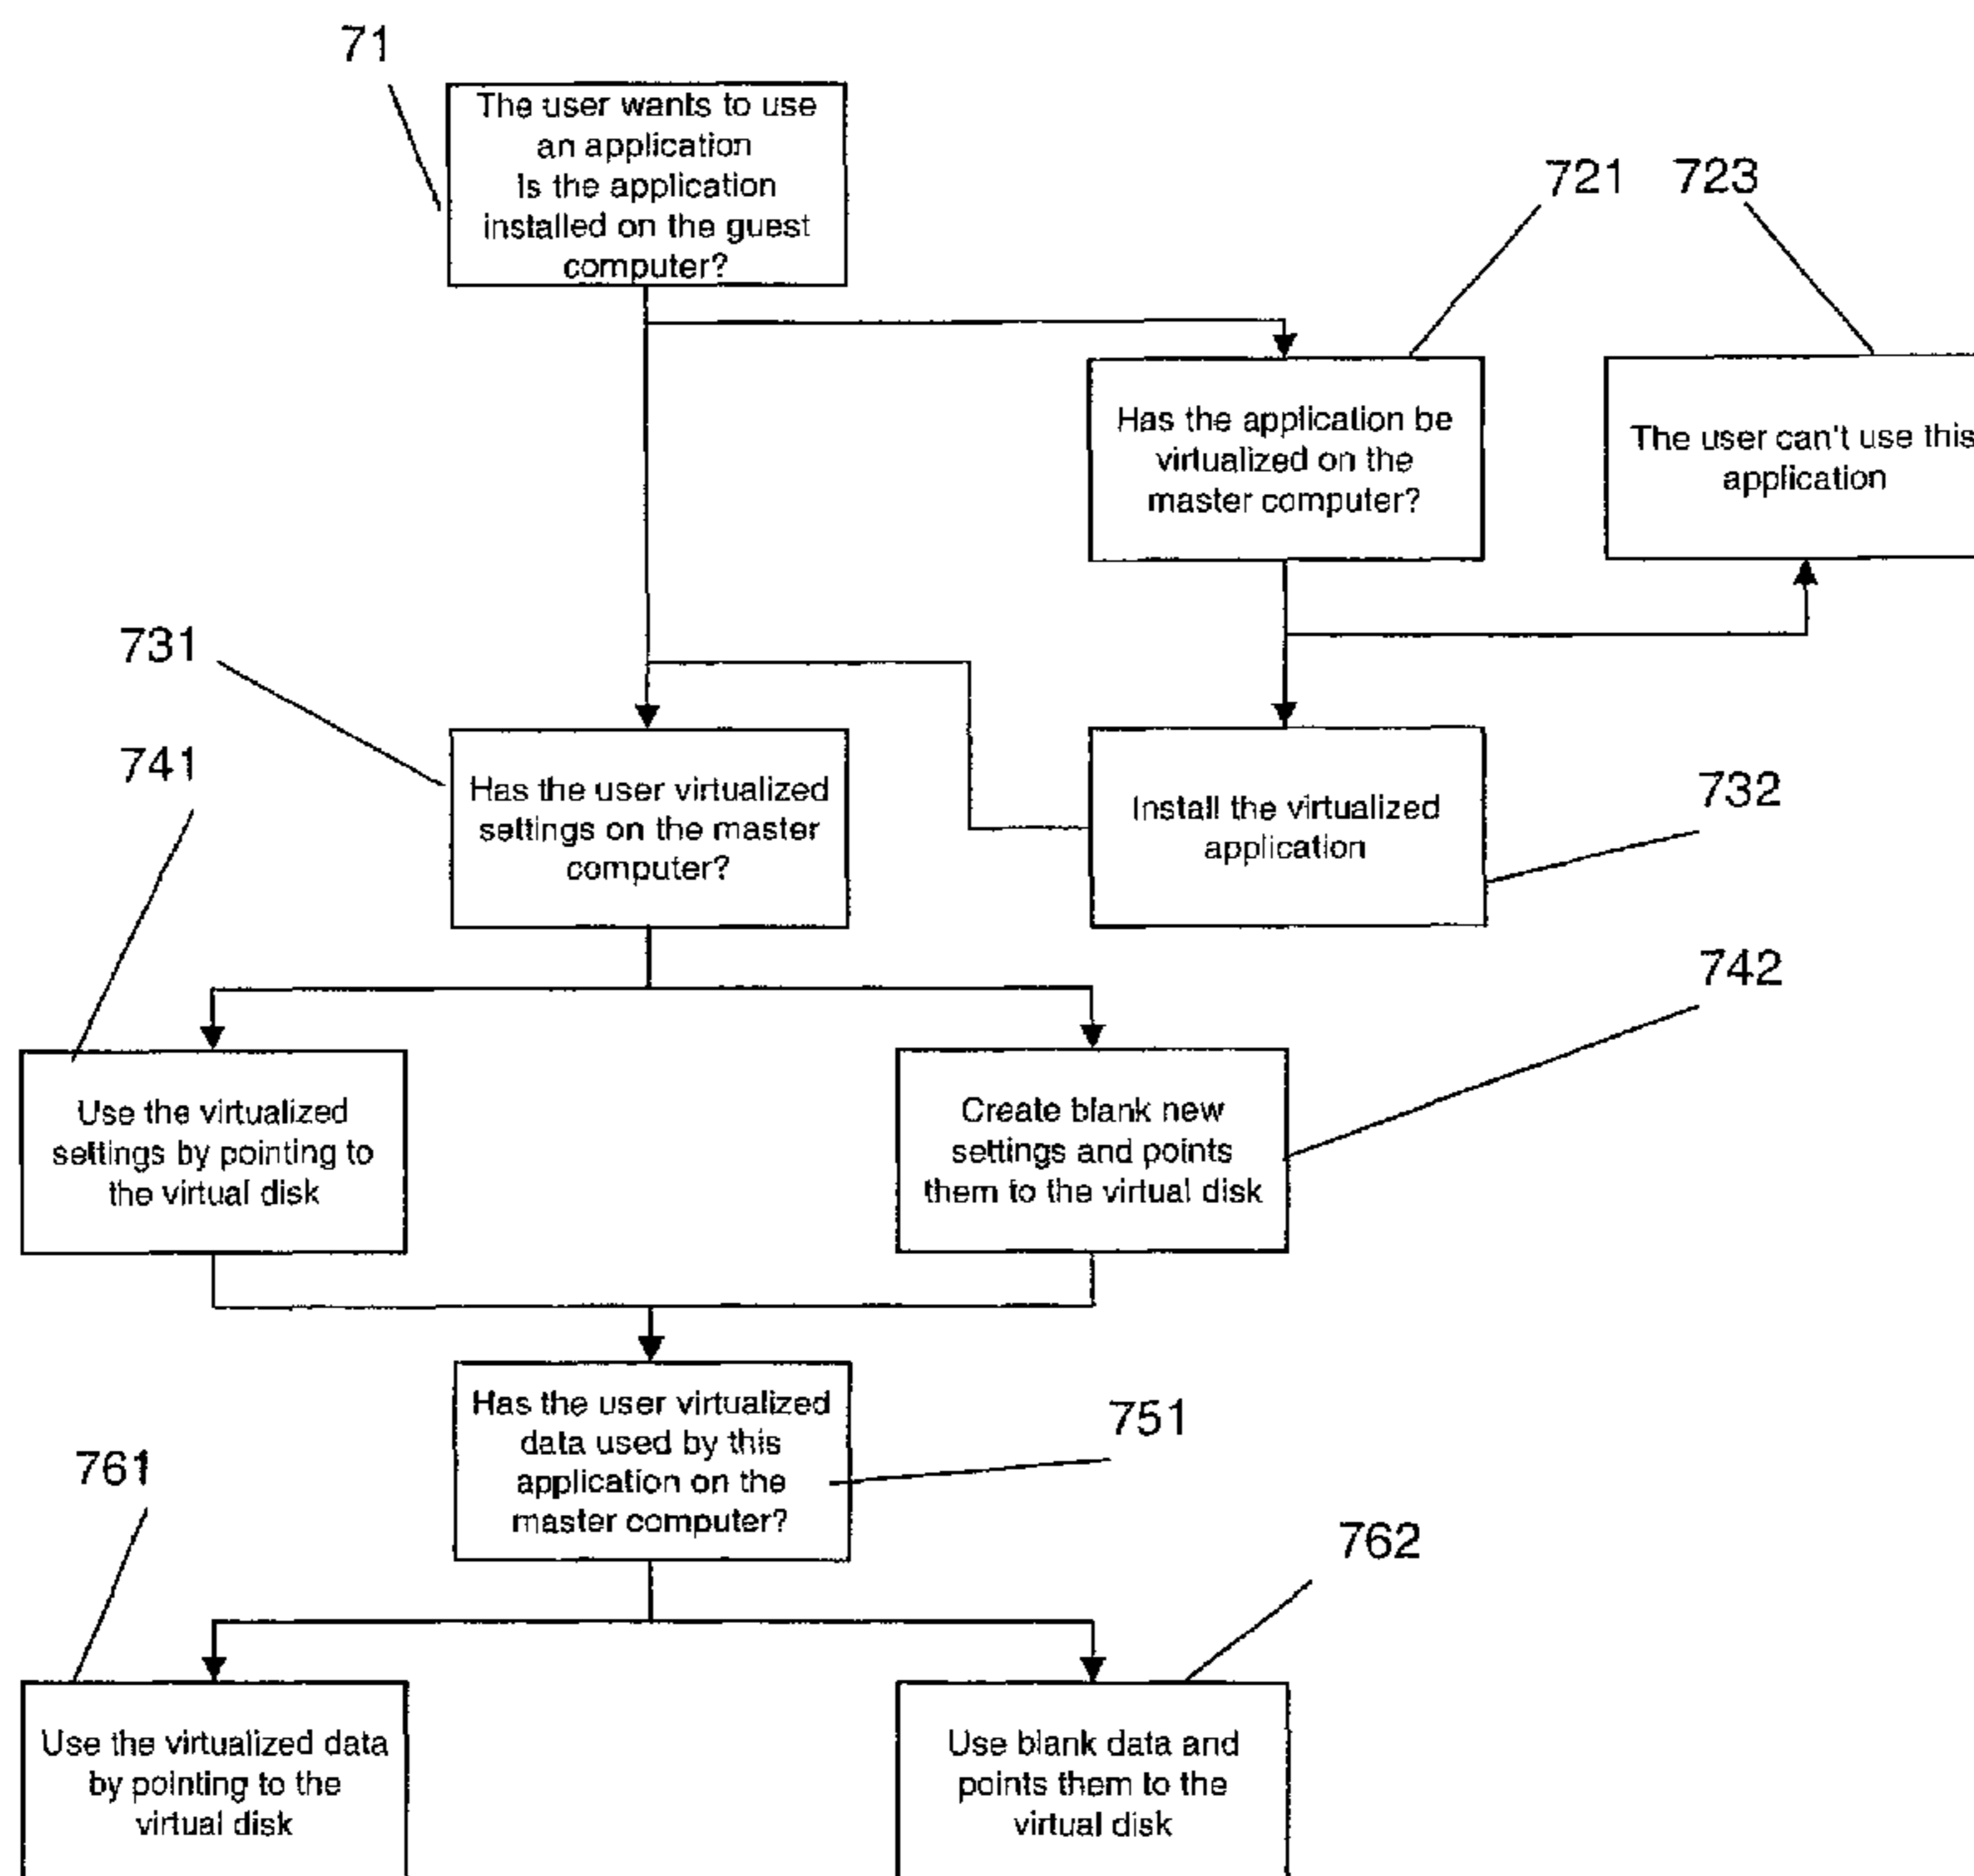 71
The user wants to use
an application
Is the application
installed on the guest
computer?
721
723
Has the application be
virtualized on the
master computer?
The user can't use this
application
731
741
Has the user virtualized
settings on the master
computer?
Install the virtualized
application
732
742
Use the virtualized
settings by pointing to
the virtual disk
Create blank new
settings and points
them to the virtual disk
Has the user virtualized
data used by this
application on the
master computer?
751
761
762
Use the virtualized data
by pointing to the
virtual disk
Use blank data and
points them to the
virtual disk